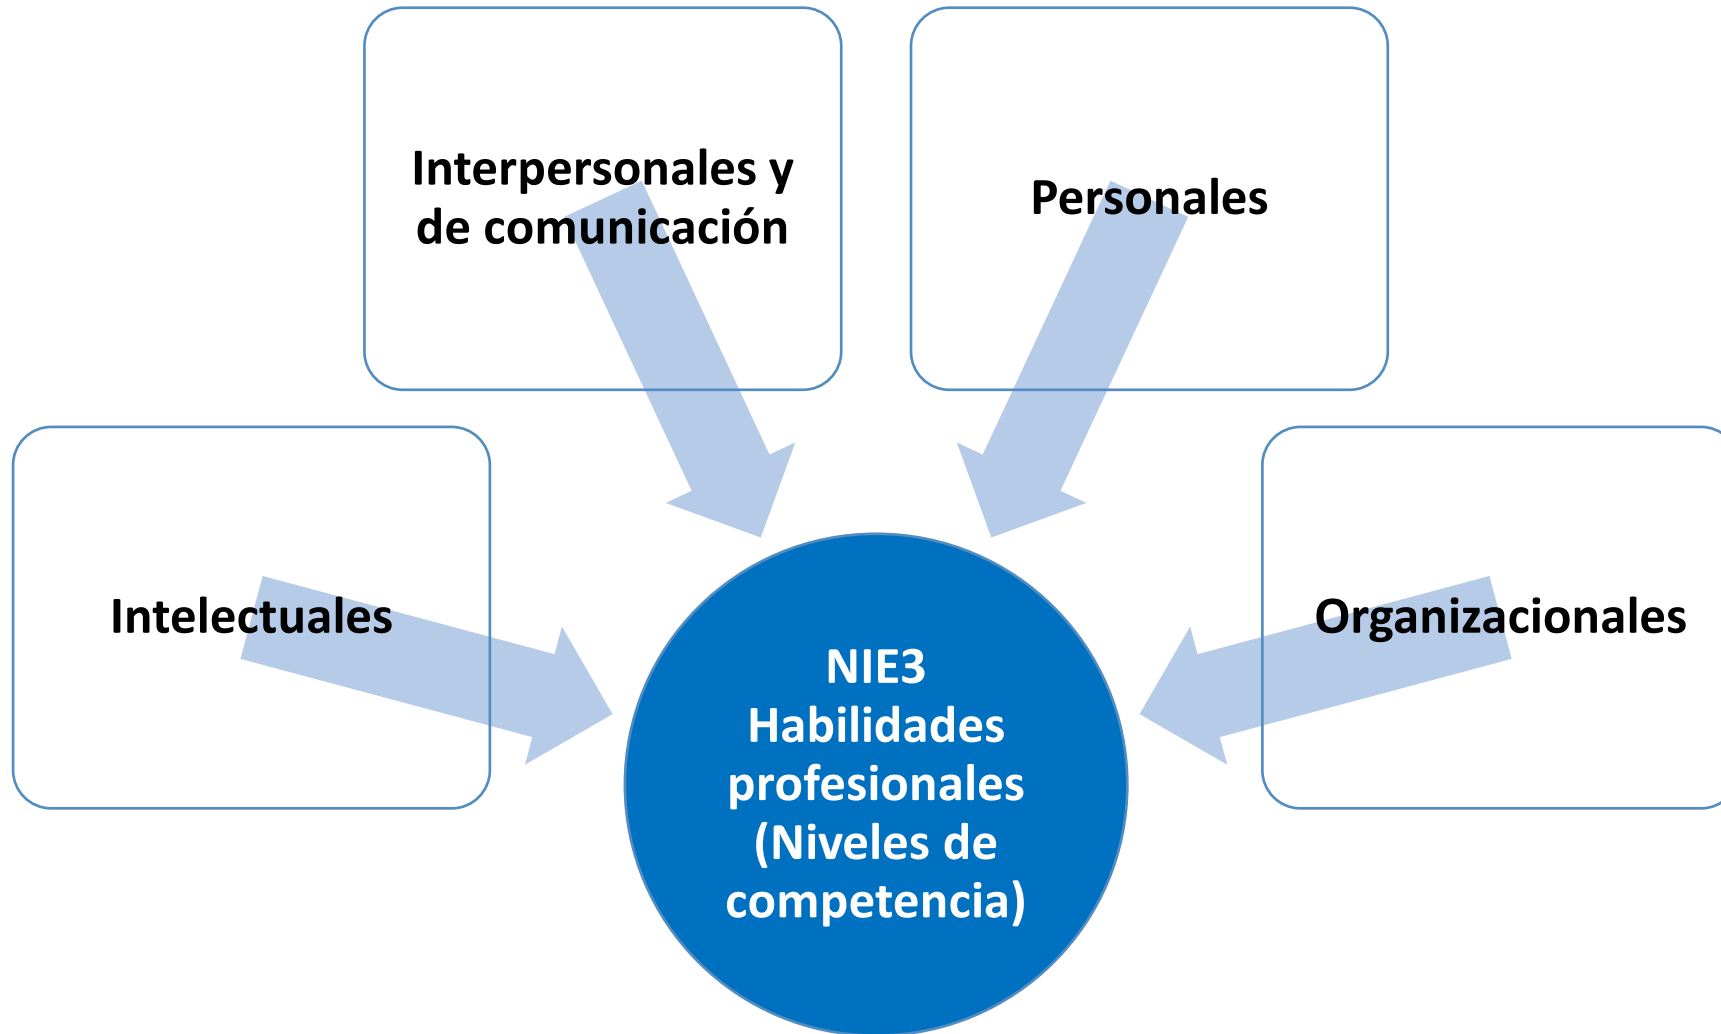 Interpersonales y
de comunicación
Personales
Intelectuales
Organizacionales
NIE3
Habilidades
profesionales
(Niveles de
competencia)